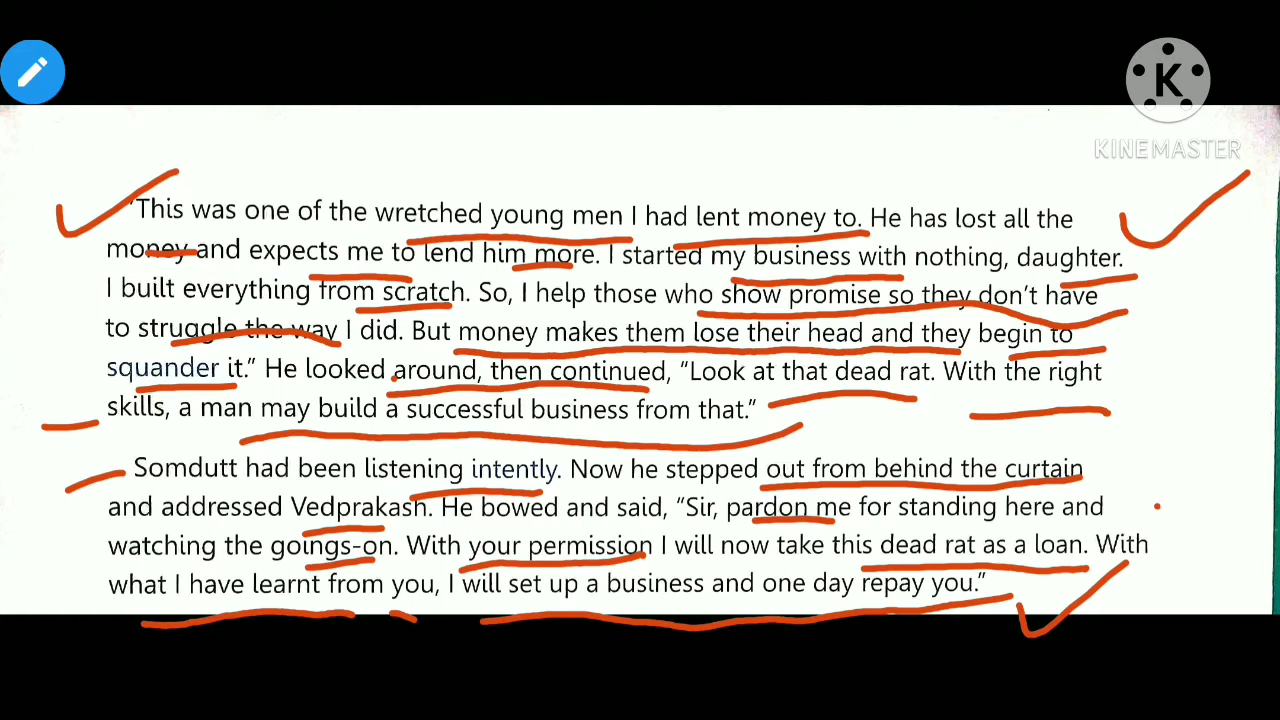 K
KINEMASTER
"This was one of the wretched young men I had lent money to. He has lost all the
money and expects me to lend him more. I started my business with nothing, daughter.
I built everything from scratch. So, I help those who show promise so they don't have
to struggle the way I did. But money makes them lose their head and they begin to
squander it." He looked around, then continued, "Look at that dead rat. With the right
skills, a man may build a successful business from that."
Somdutt had been listening intently. Now he stepped out from behind the curtain
and addressed Vedprakash. He bowed and said, "Sir, pardon me for standing here and
watching the goings-on. With your permission I will now take this dead rat as a loan. With
what I have learnt from you, I will set up a business and one day repay you."